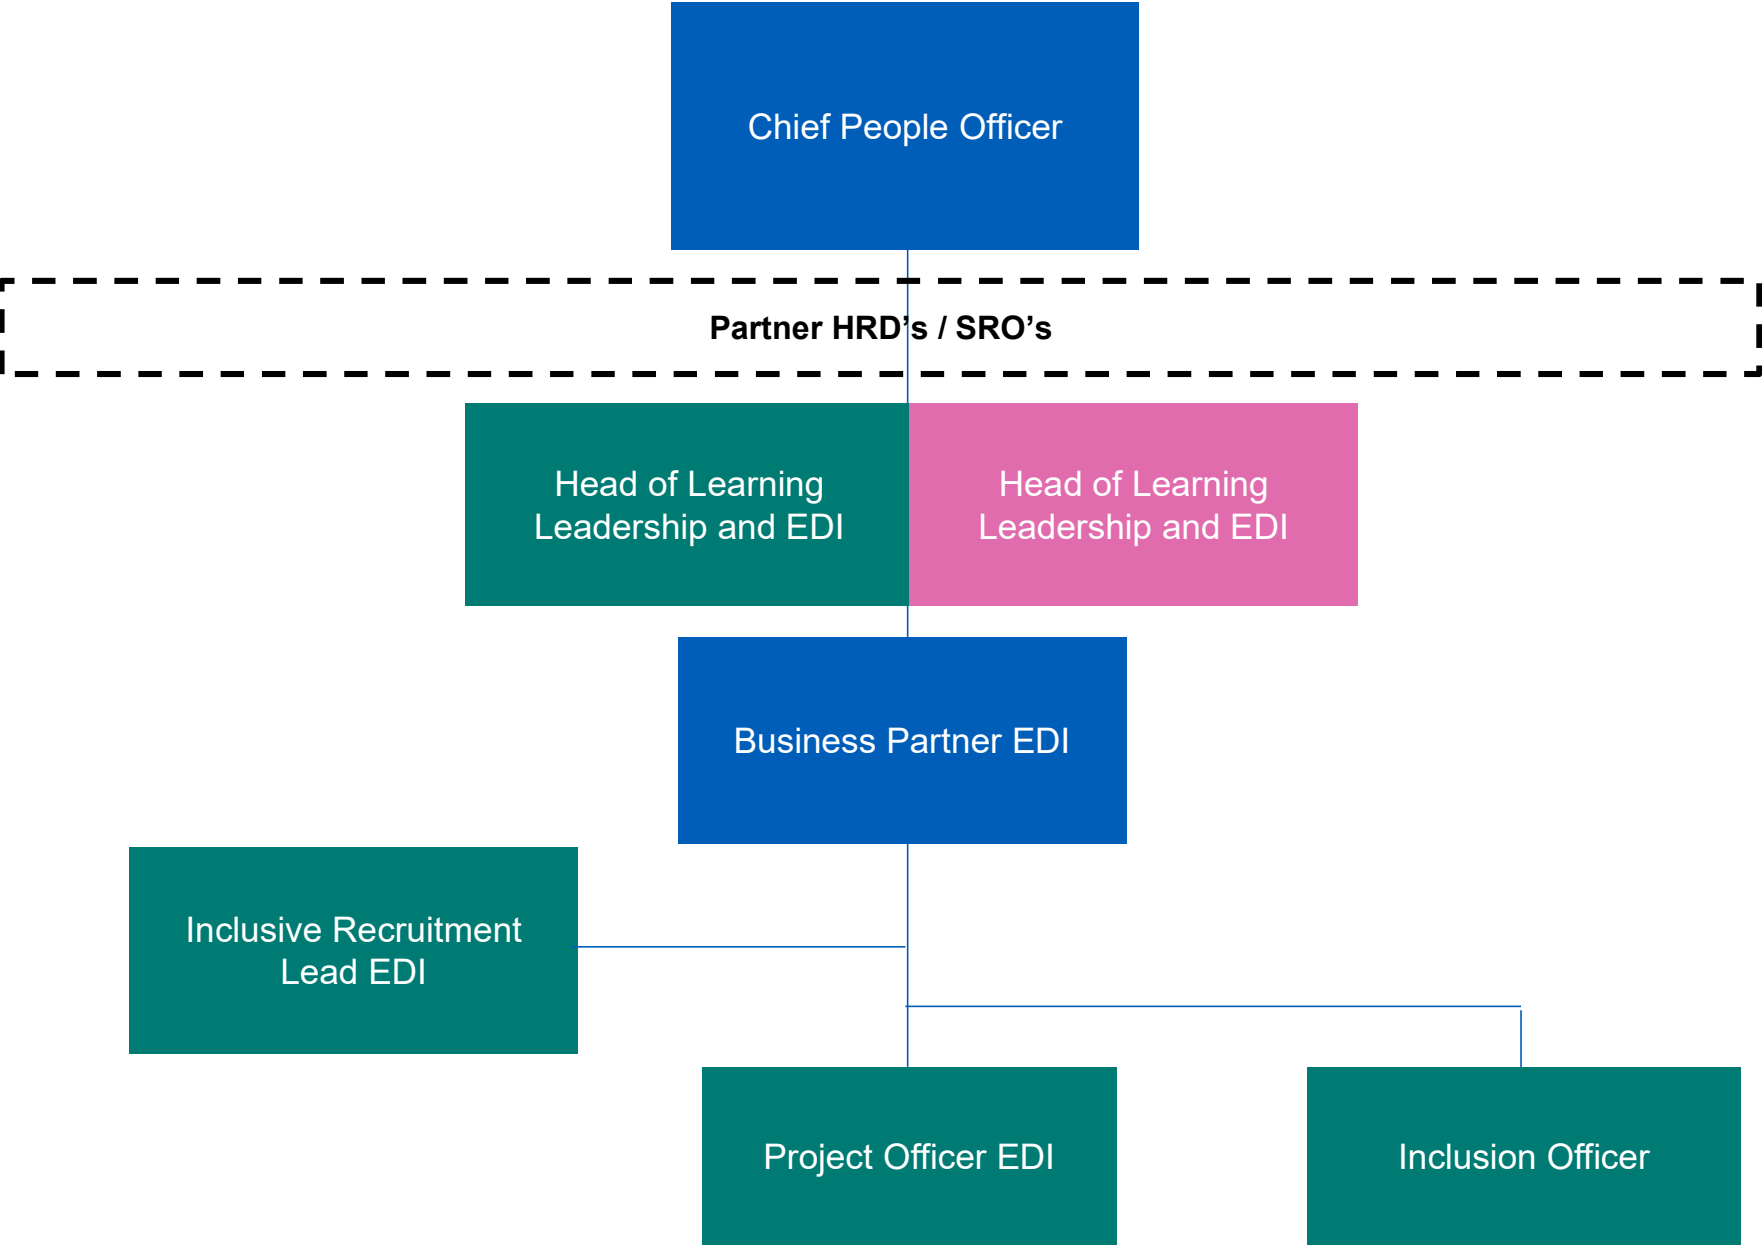 Chief People Officer
Partner HRD's / SRO's
Head of Learning
Leadership and EDI
Head of Learning
Leadership and EDI
Business Partner EDI
Inclusive Recruitment
Lead EDI
Project Officer EDI
Inclusion Officer